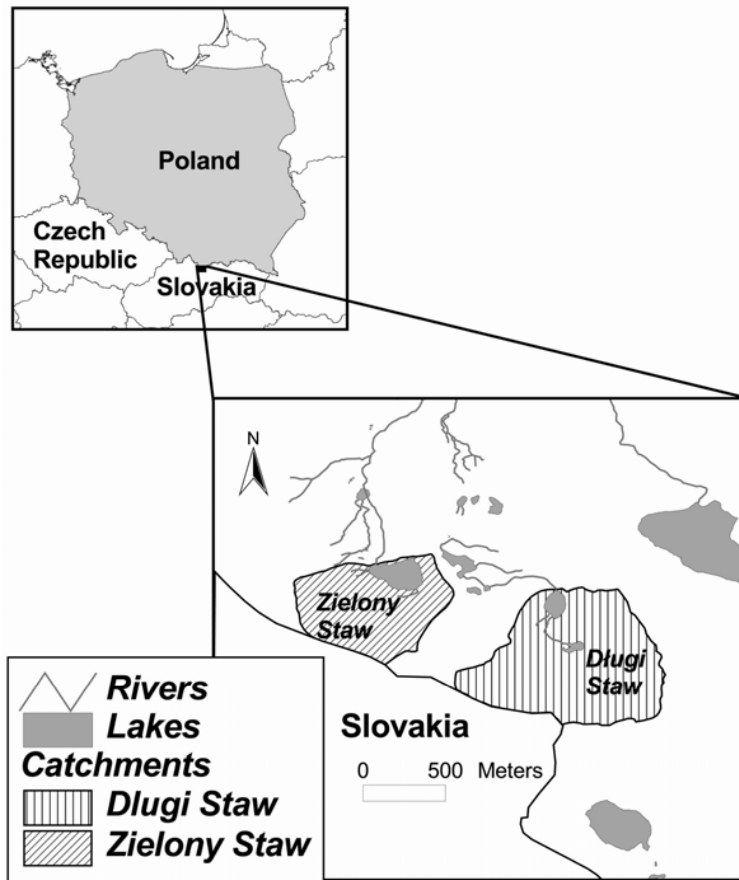 Poland
Czech
Republic
Slovakia
N
Zielony
Staw
Długi
Staw
Rivers
Lakes
Catchments
Dlugi Staw
Zielony Staw
Slovakia
0 500 Meters